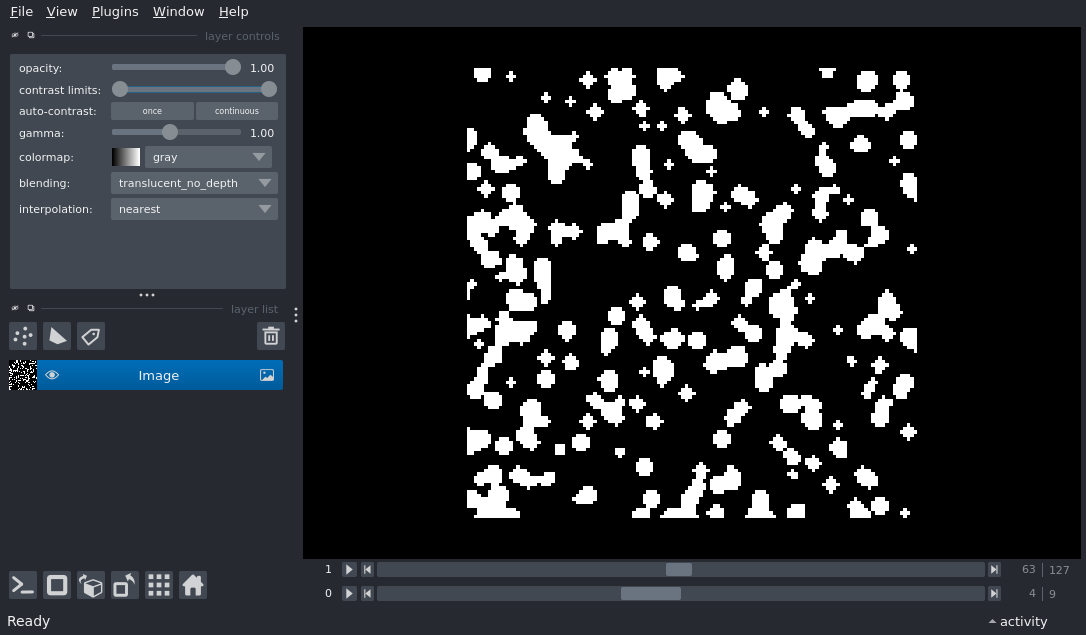 File View Plugins Window Help
layer controls
opacity: 1.00
contrast limits:
auto-contrast: once continuous
gamma: 1.00
colormap: gray
blending: translucent_no_depth
interpolation: nearest
layer list
Image
1 63 127
0 4 9
Ready activity